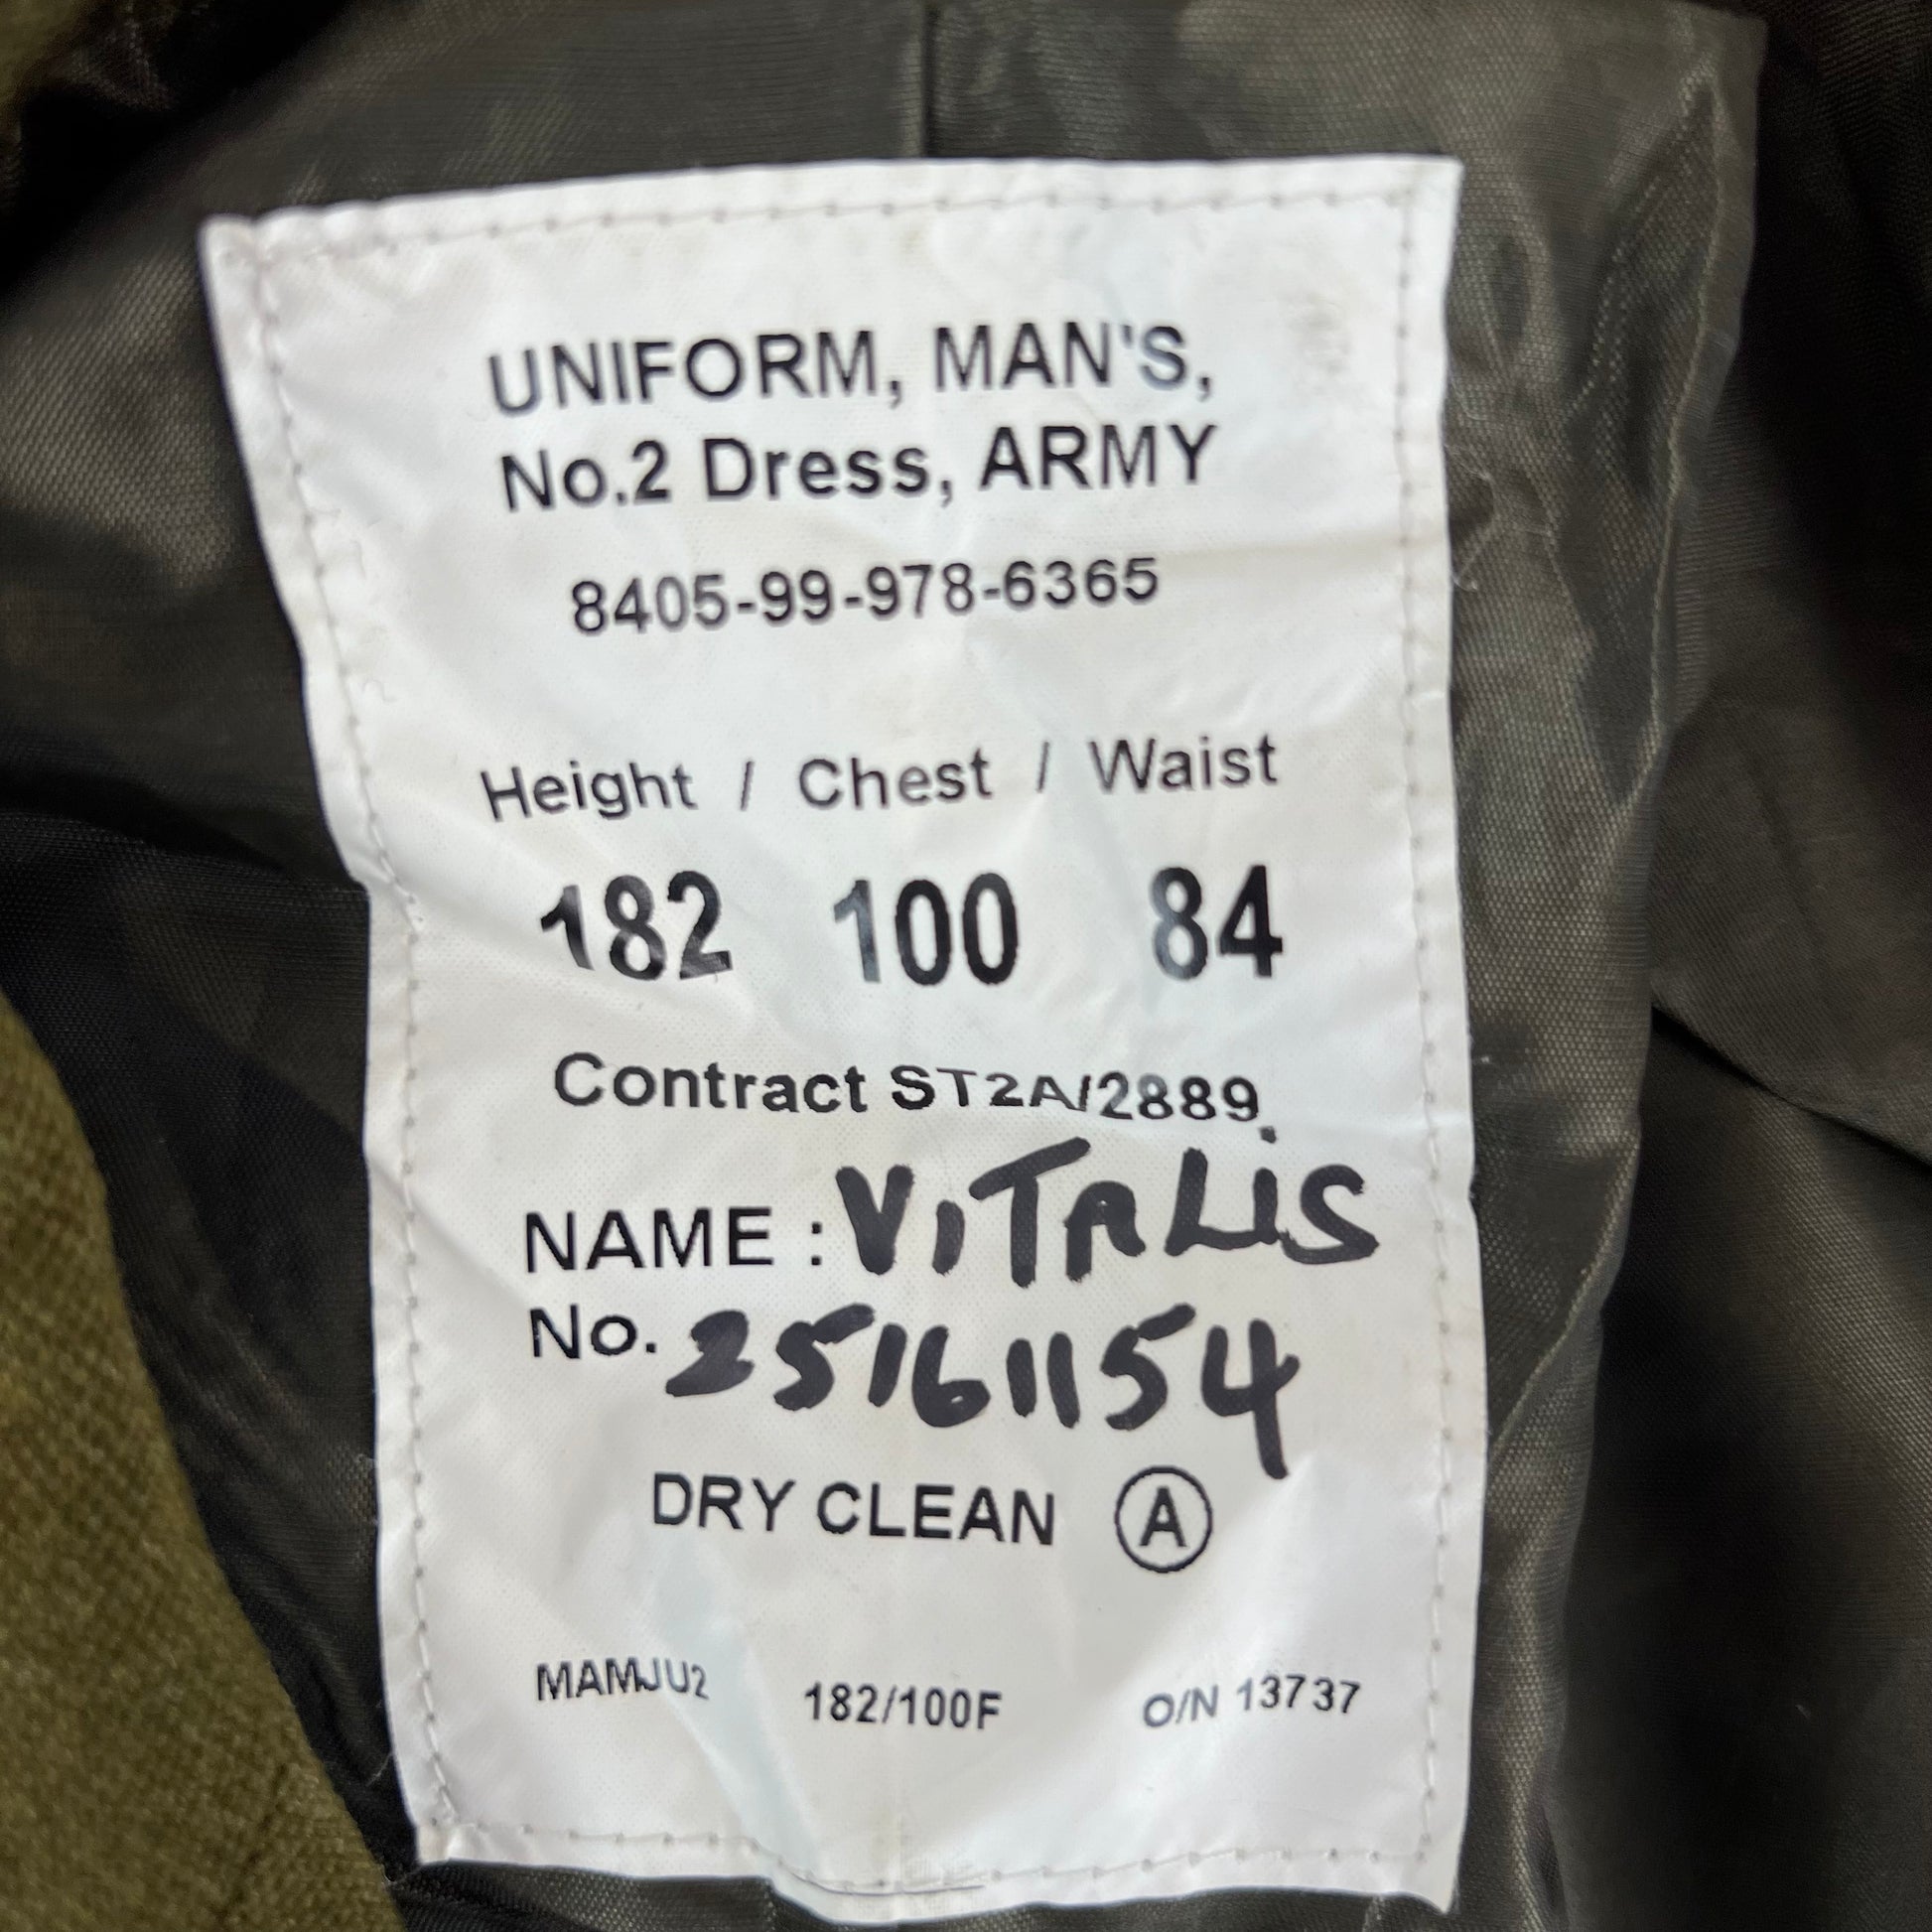 UNIFORM, MAN'S,
No.2 Dress, ARMY
8405-99-978-6365
Height / Chest / Waist
182 100 84
Contract ST2A/2889
NAME : ViTALiS
No. 25161154
DRY CLEAN Ⓐ
MAMJU2 182/100F O/N 13737